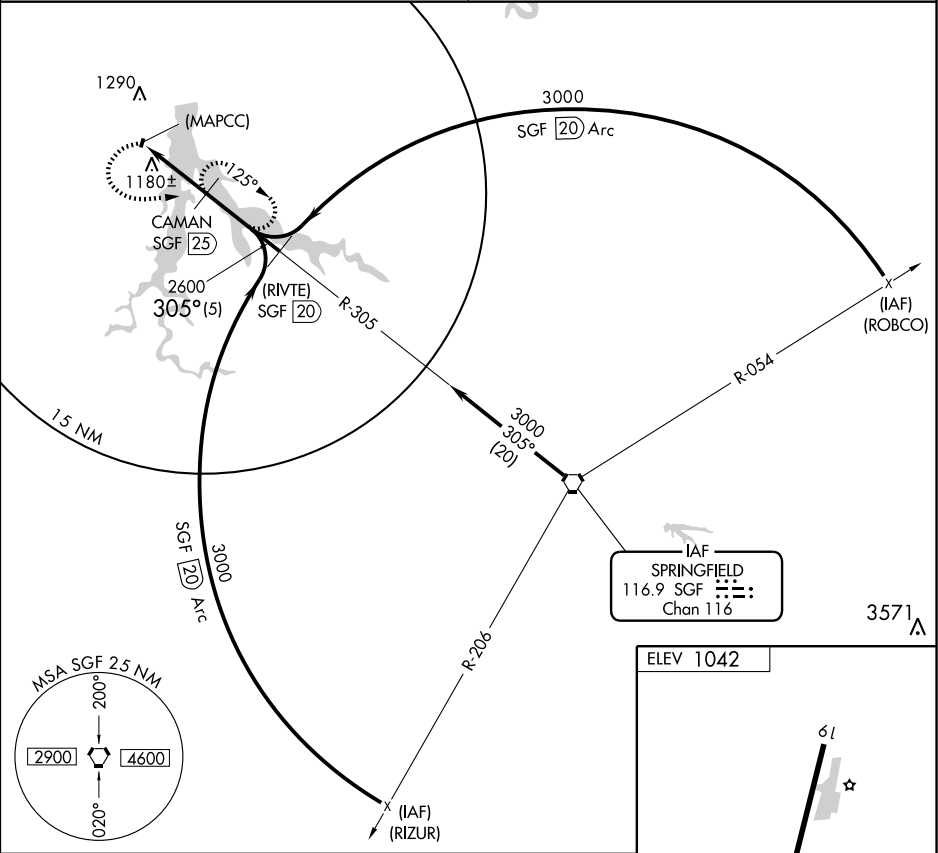 1290
(MAPCC)
3000
SGF 20 Arc
1180±
125°
CAMAN
SGF 25
2600
305° (5)
(RIVTE)
SGF 20
R-305
(IAF)
(ROBCO)
R-054
15 NM
3000
305°
(20)
SGF 20 Arc
3000
IAF
SPRINGFIELD
116.9 SGF
Chan 116
3571
R-206
MSA SGF 25 NM
200°
2900
4600
020°
(IAF)
(RIZUR)
ELEV 1042
19